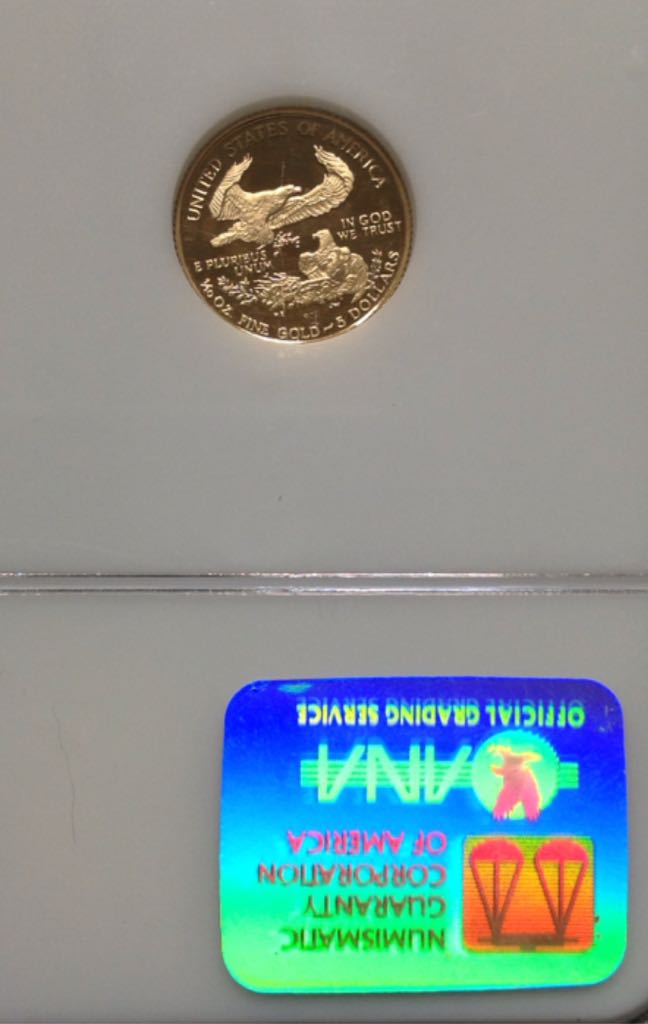 UNITED STATES OF AMERICA
IN GOD
WE TRUST
E PLURIBUS
UNUM
1/10 OZ. FINE GOLD~5 DOLLARS
NUMISMATIC
GUARANTY
CORPORATION
OF AMERICA
ANA
OFFICIAL GRADING SERVICE